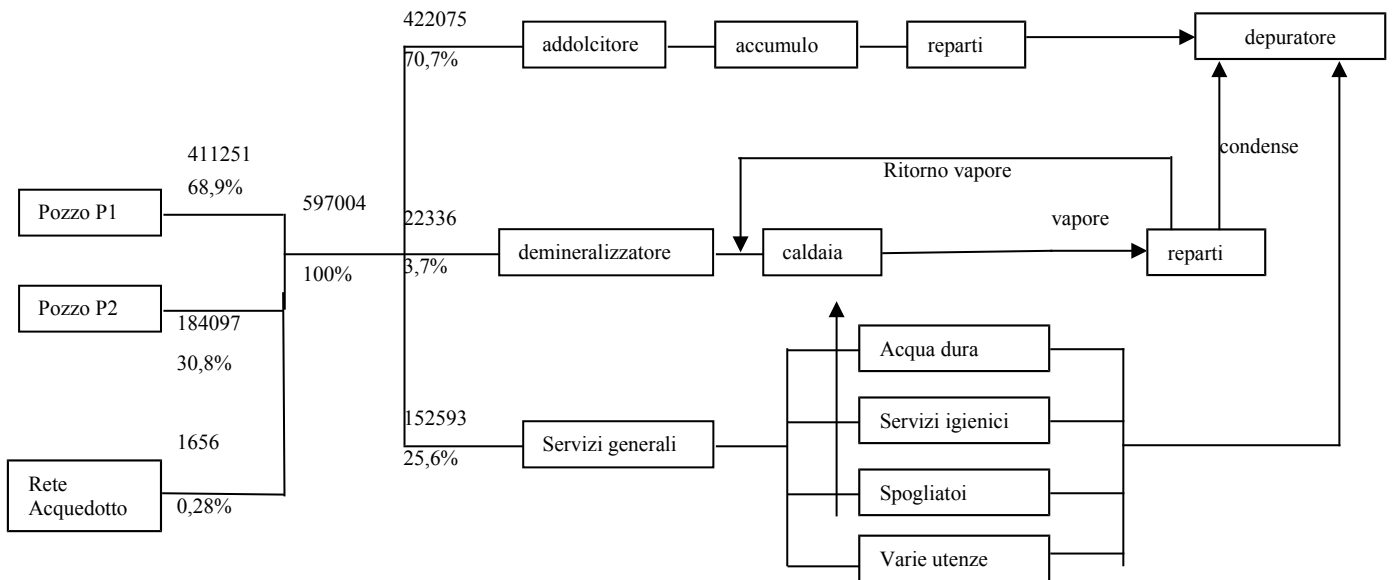 422075
70,7%
addolcitore
accumulo
reparti
depuratore
condense
411251
68,9%
Pozzo P1
597004
100%
Ritorno vapore
22336
3,7%
demineralizzatore
caldaia
vapore
reparti
Pozzo P2
184097
30,8%
Acqua dura
Servizi igienici
152593
25,6%
Servizi generali
1656
0,28%
Rete
Acquedotto
Spogliatoi
Varie utenze